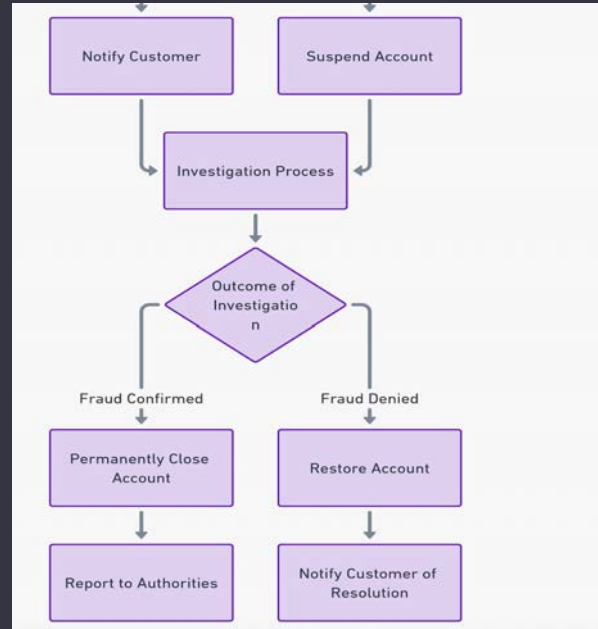 Notify Customer
Suspend Account
Investigation Process
Outcome of
Investigatio
n
Fraud Confirmed
Fraud Denied
Permanently Close
Account
Restore Account
Report to Authorities
Notify Customer of
Resolution